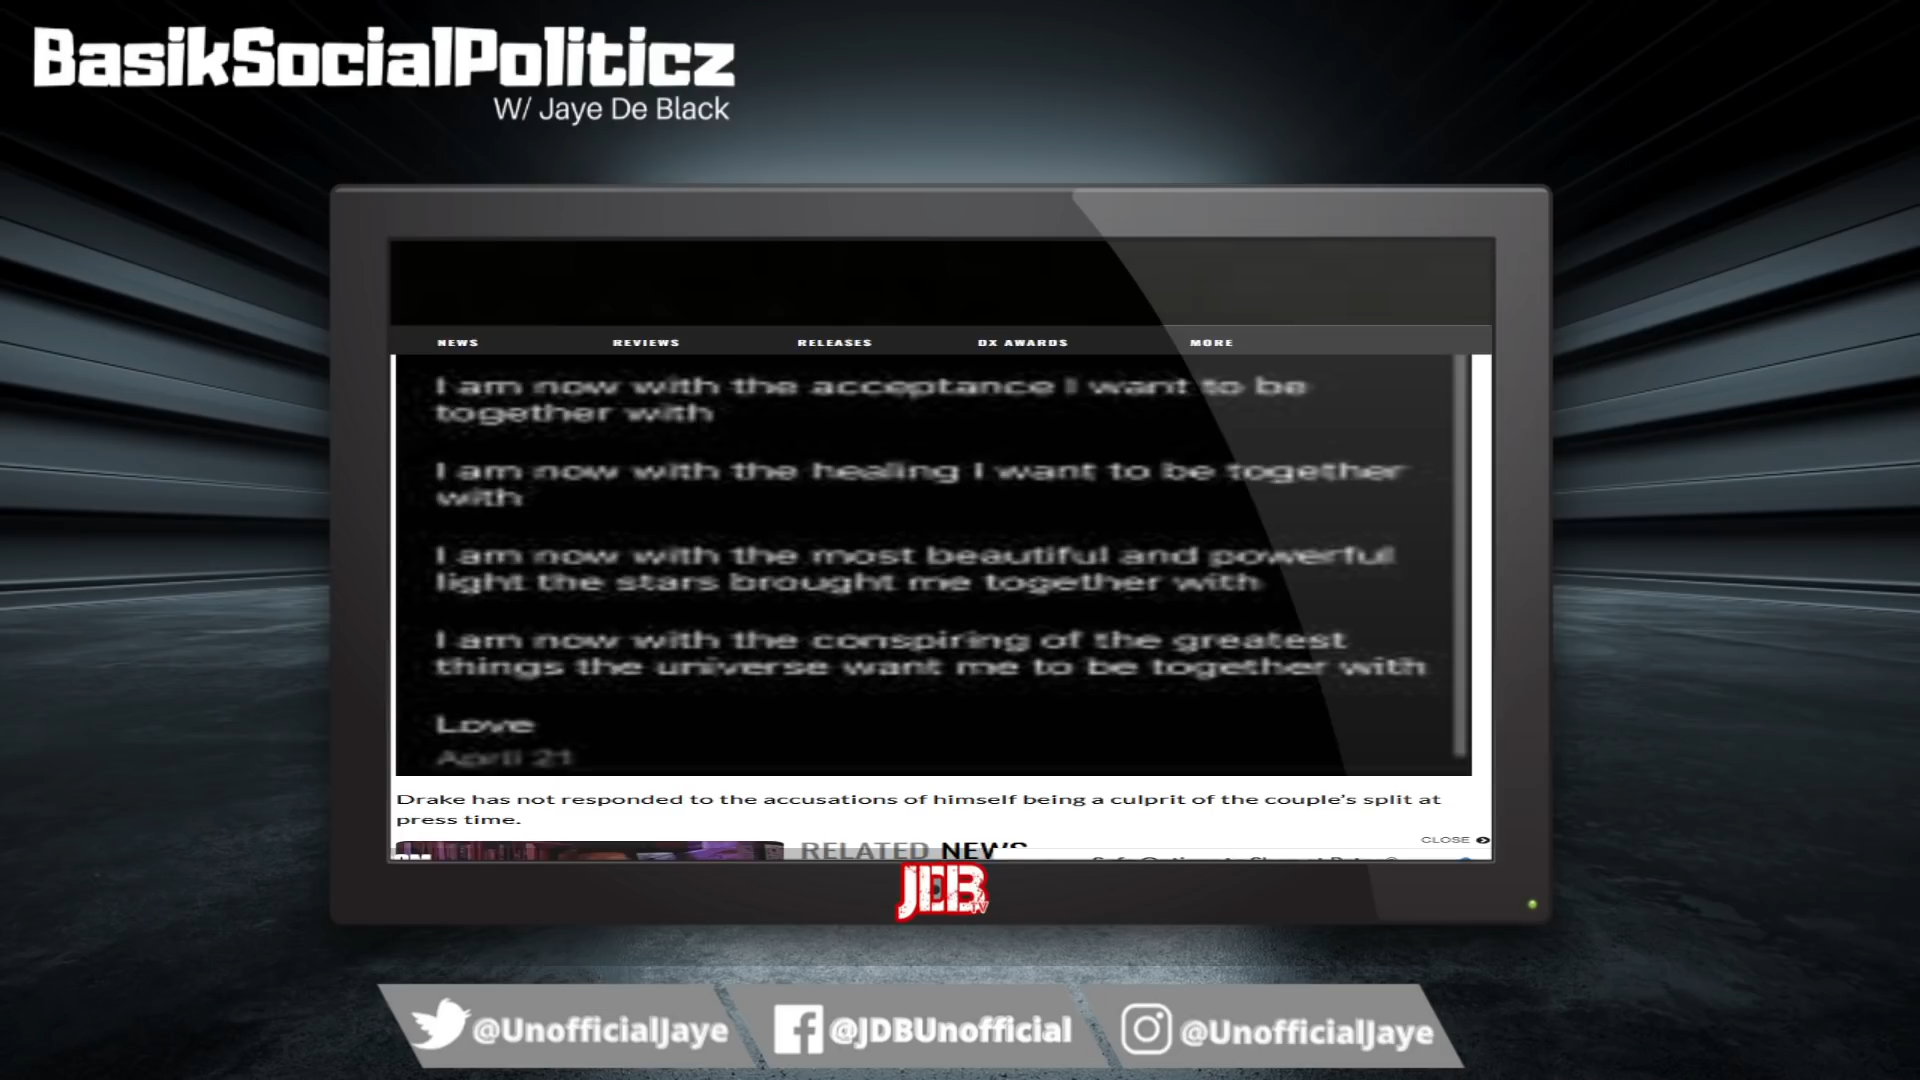 BasikSocialPoliticz
W/ Jaye De Black
NEWS REVIEWS RELEASES DX AWARDS MORE
I am now with the acceptance I want to be
together with
I am now with the healing I want to be together
with
I am now with the most beautiful and powerful
light the stars brought me together with
I am now with the conspiring of the greatest
things the universe want me to be together with
Love
April 21
Drake has not responded to the accusations of himself being a culprit of the couple's split at
press time.
CLOSE
RELATED NEWS
JDB TV
@UnofficialJaye @JDBUnofficial @UnofficialJaye